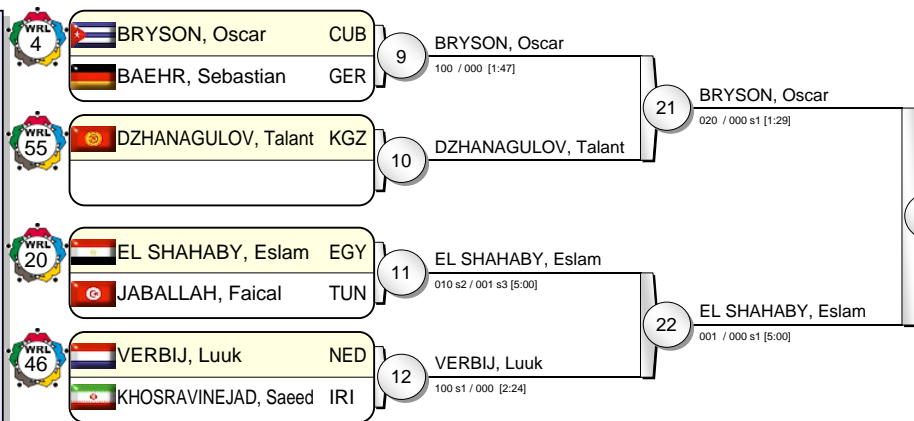 WRL
4
BRYSON, Oscar CUB
BAEHR, Sebastian GER
9
BRYSON, Oscar
100 / 000 [1:47]
21
BRYSON, Oscar
020 / 000 s1 [1:29]
WRL
55
DZHANAGULOV, Talant KGZ
10
DZHANAGULOV, Talant
WRL
20
EL SHAHABY, Eslam EGY
JABALLAH, Faical TUN
11
EL SHAHABY, Eslam
010 s2 / 001 s3 [5:00]
22
EL SHAHABY, Eslam
001 / 000 s1 [5:00]
WRL
46
VERBIJ, Luuk NED
KHOSRAVINEJAD, Saeed IRI
12
VERBIJ, Luuk
100 s1 / 000 [2:24]